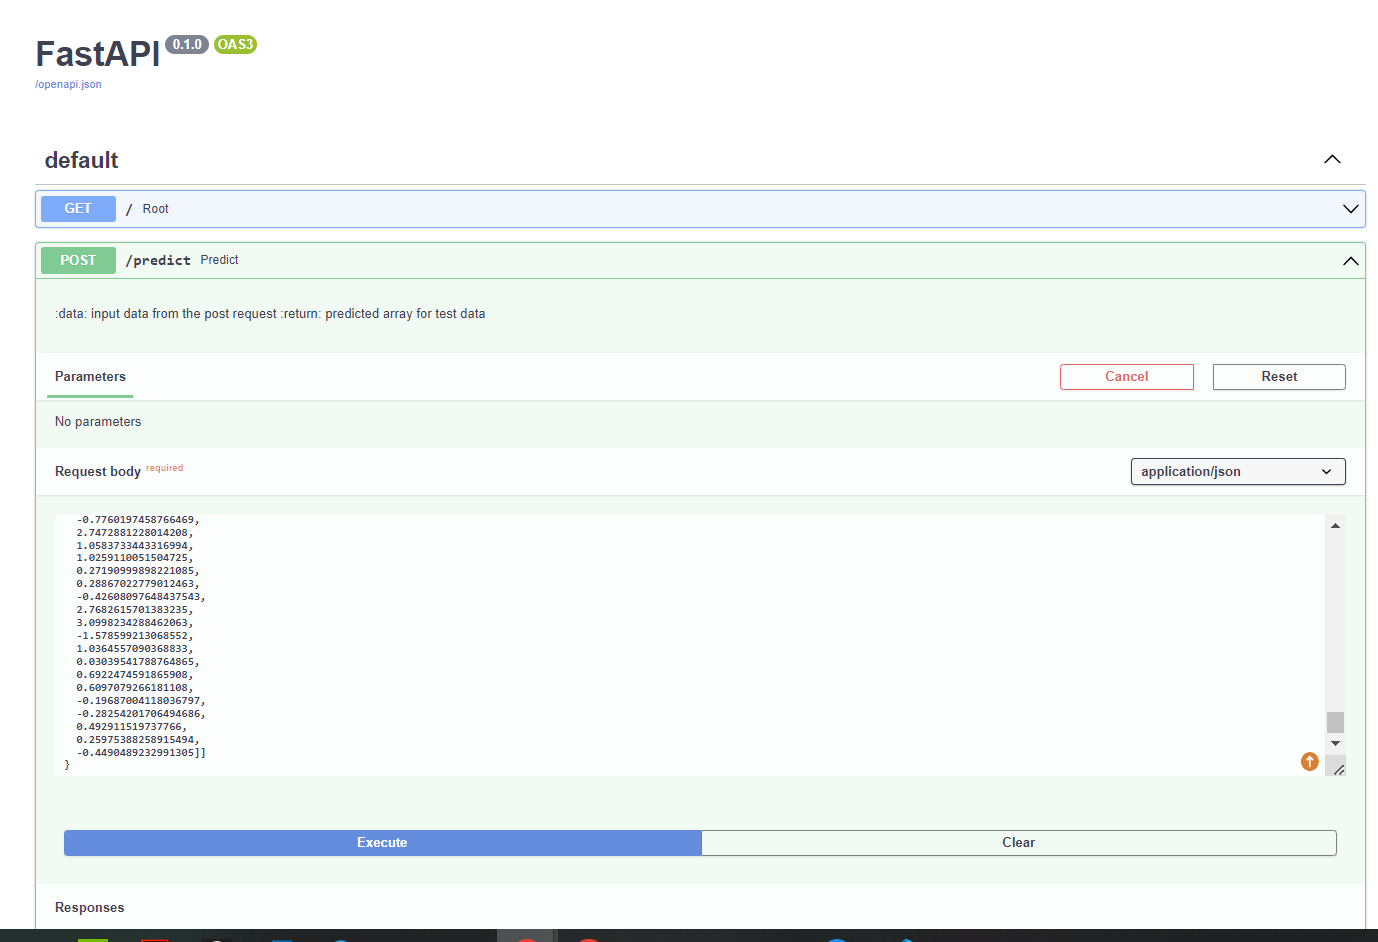 FastAPI 0.1.0 OAS3
/openapi.json
default
GET / Root
POST /predict Predict
:data: input data from the post request :return: predicted array for test data
Parameters Cancel Reset
No parameters
Request body required application/json
-0.7760197458766469,
2.7472881228014208,
1.0583733443316994,
1.0259110051504725,
0.27190999898221085,
0.28867022779012463,
-0.42608097648437543,
2.7682615701383235,
3.0998234288462063,
-1.578599213068552,
1.0364557090368833,
0.03039541788764865,
0.6922474591865908,
0.6097079266181108,
-0.19687004118036797,
-0.28254201706494686,
0.492911519737766,
0.25975388258915494,
-0.4490489232991305]]
}
Execute Clear
Responses